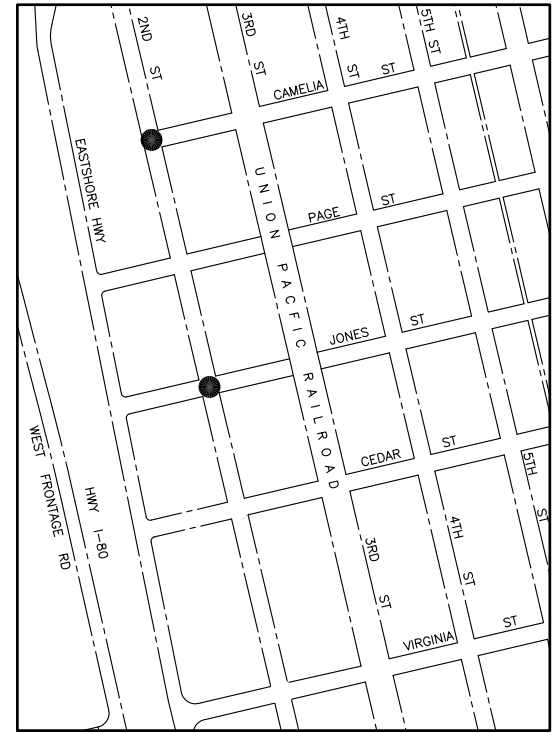 2ND ST
3RD ST
4TH ST
5TH ST
CAMELIA ST
EASTSHORE HWY
UNION PACFIC RAILROAD
PAGE ST
JONES ST
WEST FRONTAGE RD
HWY I-80
CEDAR ST
5TH ST
3RD ST
4TH ST
VIRGINIA ST